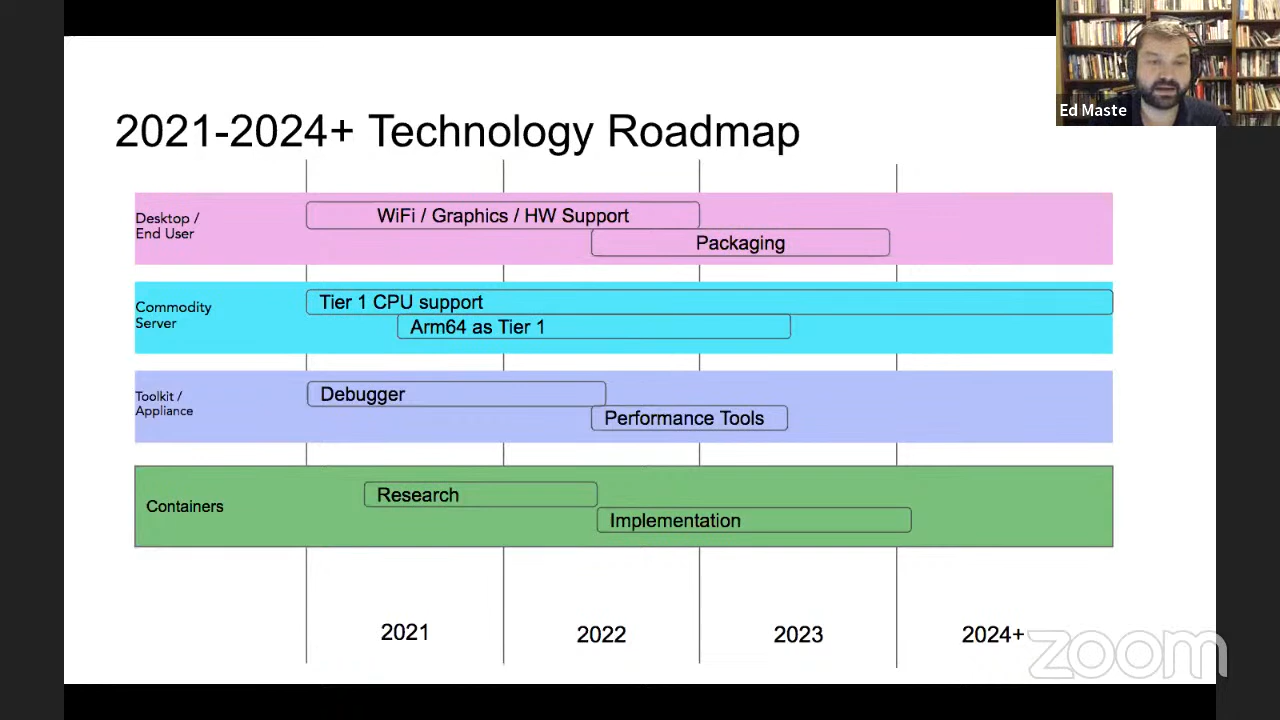 Ed Maste
2021-2024+ Technology Roadmap
Desktop /
End User
WiFi / Graphics / HW Support
Packaging
Commodity
Server
Tier 1 CPU support
Arm64 as Tier 1
Toolkit /
Appliance
Debugger
Performance Tools
Containers
Research
Implementation
2021
2022
2023
2024+
zoom